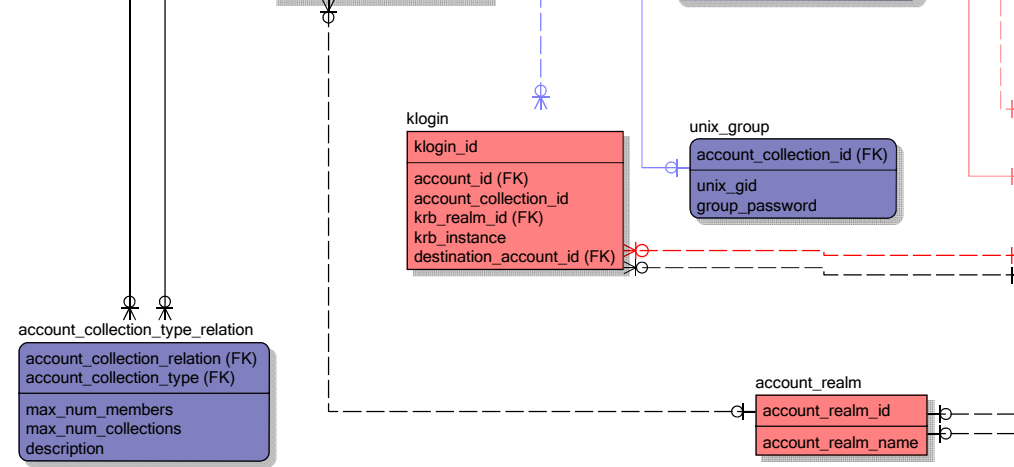 klogin
klogin_id
account_id (FK)
account_collection_id
krb_realm_id (FK)
krb_instance
destination_account_id (FK)
unix_group
account_collection_id (FK)
unix_gid
group_password
account_collection_type_relation
account_collection_relation (FK)
account_collection_type (FK)
max_num_members
max_num_collections
description
account_realm
account_realm_id
account_realm_name